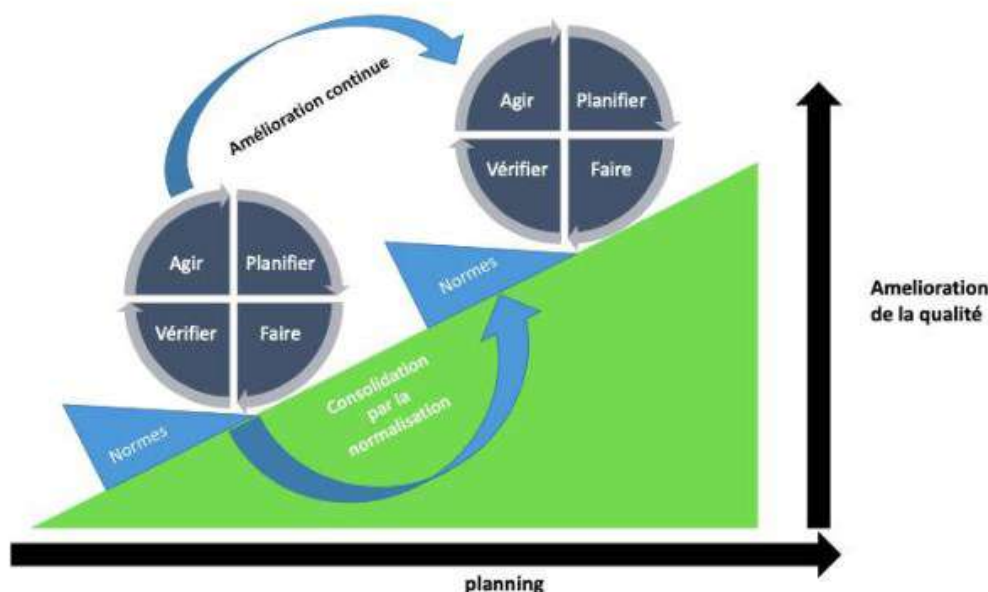 Amélioration continue
Agir
Planifier
Vérifier
Faire
Normes
Agir
Planifier
Vérifier
Faire
Normes
Consolidation
par la
normalisation
Amelioration
de la qualité
planning